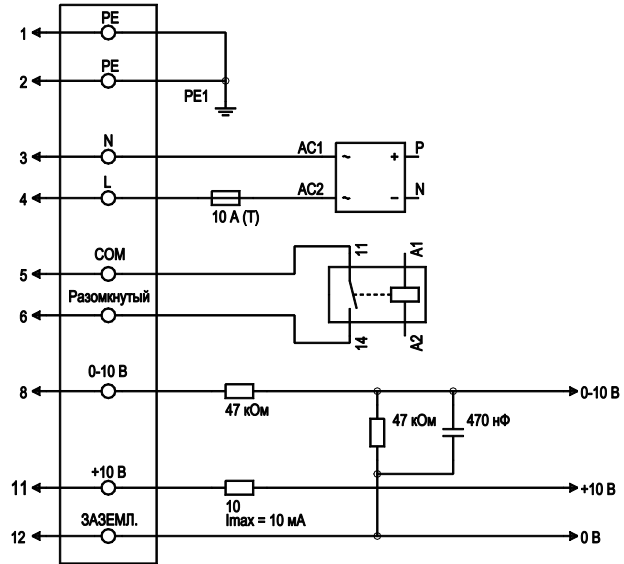 PE
1
PE
2
PE1
N
AC1
~ + P
3
L
AC2
~ − N
4
10 A (T)
COM
11
A1
5
Разомкнутый
6
14
A2
0-10 В
8
0-10 В
47 кОм
47 кОм
470 нФ
+10 В
11
+10 В
10
Imax = 10 мА
ЗАЗЕМЛ.
12
0 В